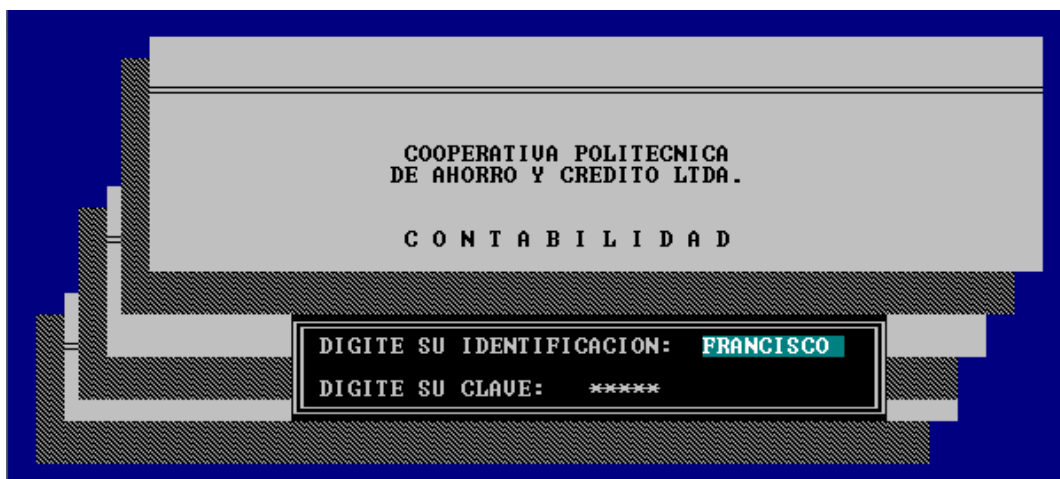 COOPERATIVA POLITECNICA
DE AHORRO Y CREDITO LTDA.
C O N T A B I L I D A D
DIGITE SU IDENTIFICACION: FRANCISCO
DIGITE SU CLAVE: *****